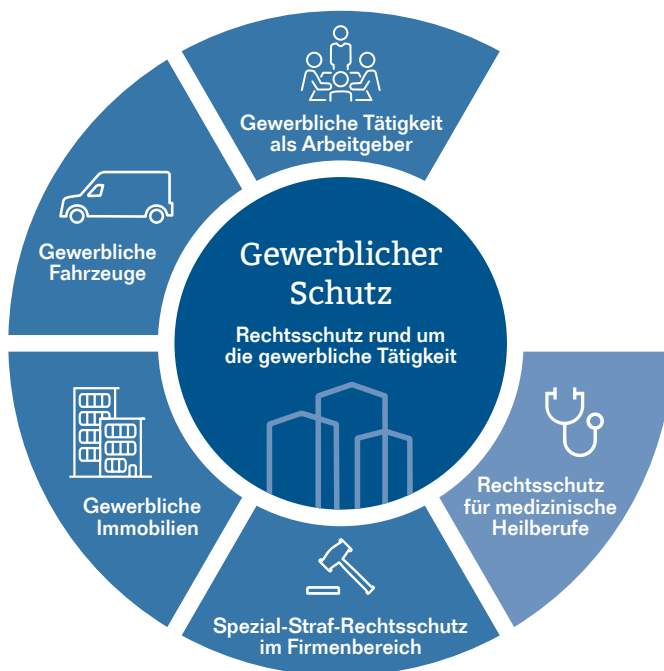 Gewerbliche Tätigkeit
als Arbeitgeber
Gewerbliche
Fahrzeuge
Gewerblicher
Schutz
Rechtsschutz rund um
die gewerbliche Tätigkeit
Gewerbliche
Immobilien
Rechtsschutz
für medizinische
Heilberufe
Spezial-Straf-Rechtsschutz
im Firmenbereich